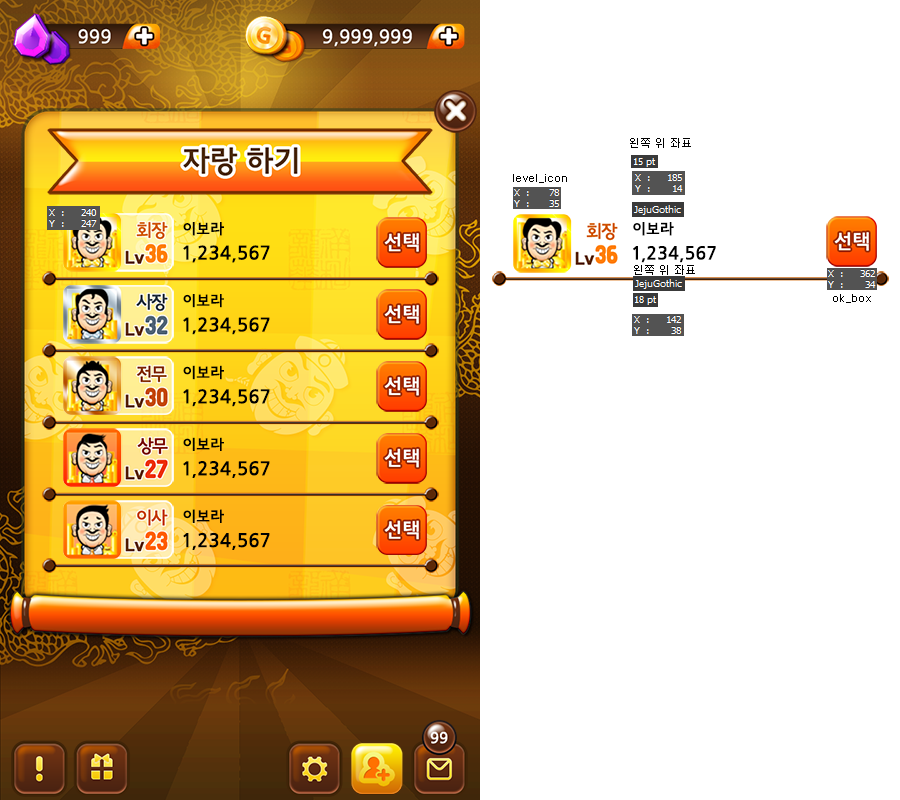 999
G
9,999,999
자랑 하기
X : 240
Y : 247
회장
Lv36
이보라
1,234,567
선택
사장
Lv32
이보라
1,234,567
선택
전무
Lv30
이보라
1,234,567
선택
상무
Lv27
이보라
1,234,567
선택
이사
Lv23
이보라
1,234,567
선택
99
왼쪽 위 좌표
15 pt
X : 185
Y : 14
JejuGothic
level_icon
X : 78
Y : 35
회장
Lv36
이보라
1,234,567
왼쪽 위 좌표
JejuGothic
18 pt
X : 142
Y : 38
선택
X : 362
Y : 34
ok_box